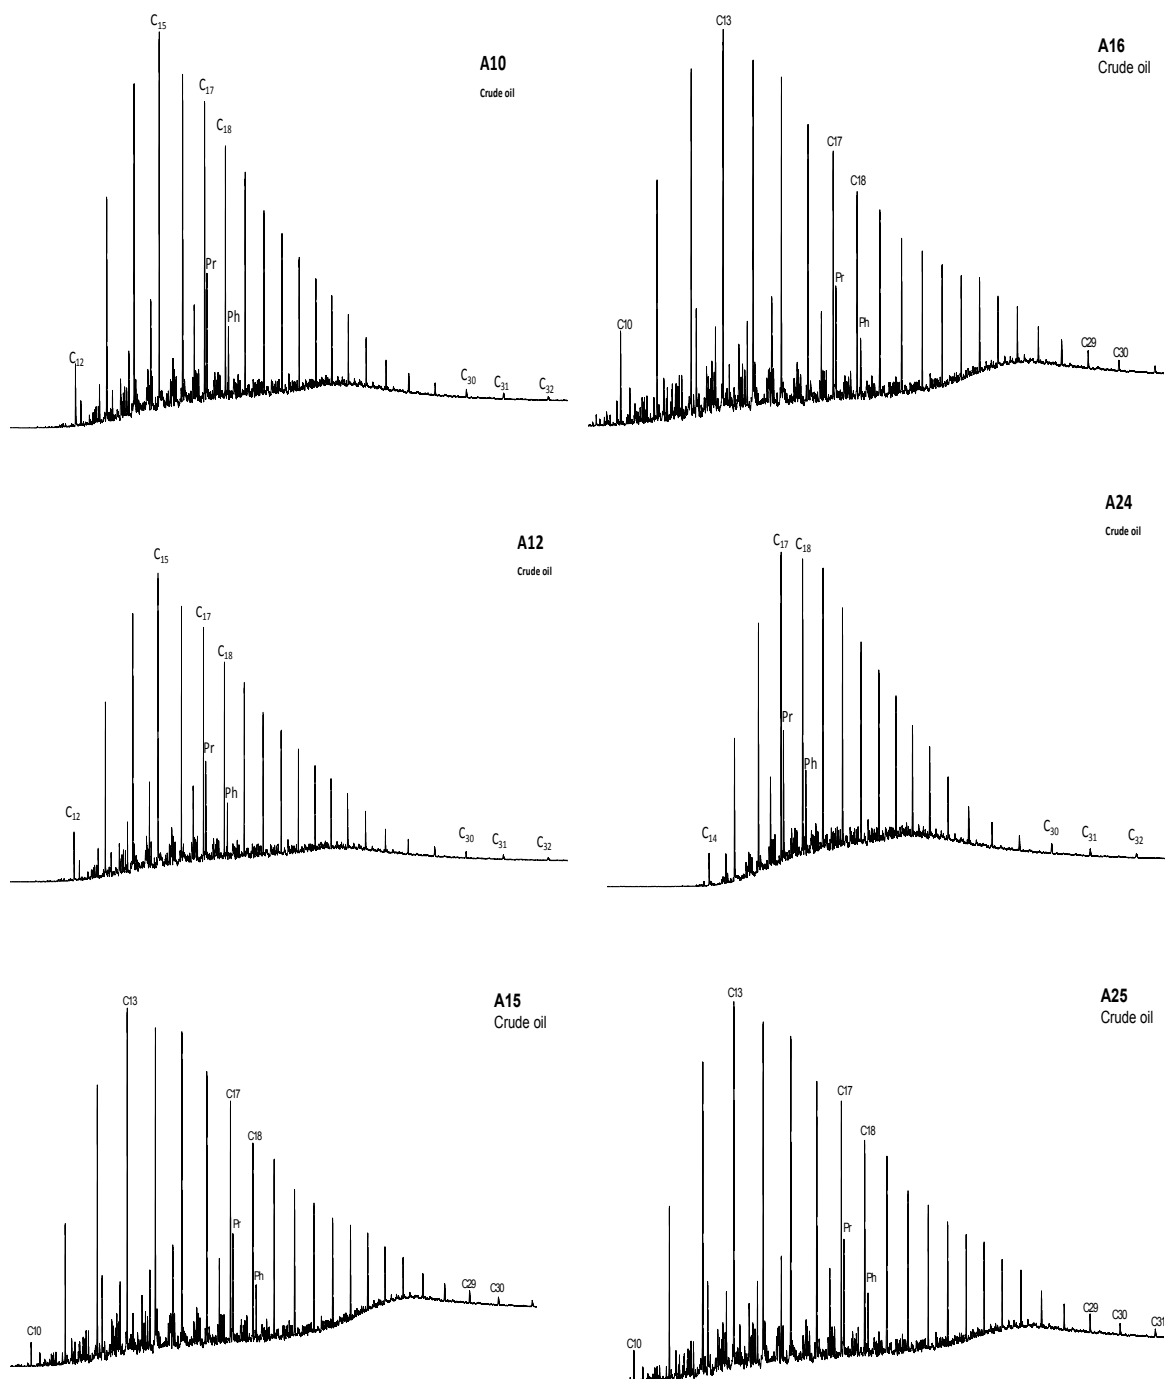 C₁₅
A10
Crude oil
C₁₇
C₁₈
Pr
Ph
C₁₂
C₃₀
C₃₁
C₃₂
C13
A16
Crude oil
C17
C18
Pr
C10
Ph
C29
C30
C₁₅
A12
Crude oil
C₁₇
C₁₈
Pr
Ph
C₁₂
C₃₀
C₃₁
C₃₂
A24
Crude oil
C₁₇
C₁₈
Pr
Ph
C₁₄
C₃₀
C₃₁
C₃₂
C13
A15
Crude oil
C17
C18
Pr
Ph
C29
C30
C10
C13
A25
Crude oil
C17
C18
Pr
Ph
C29
C30
C31
C10